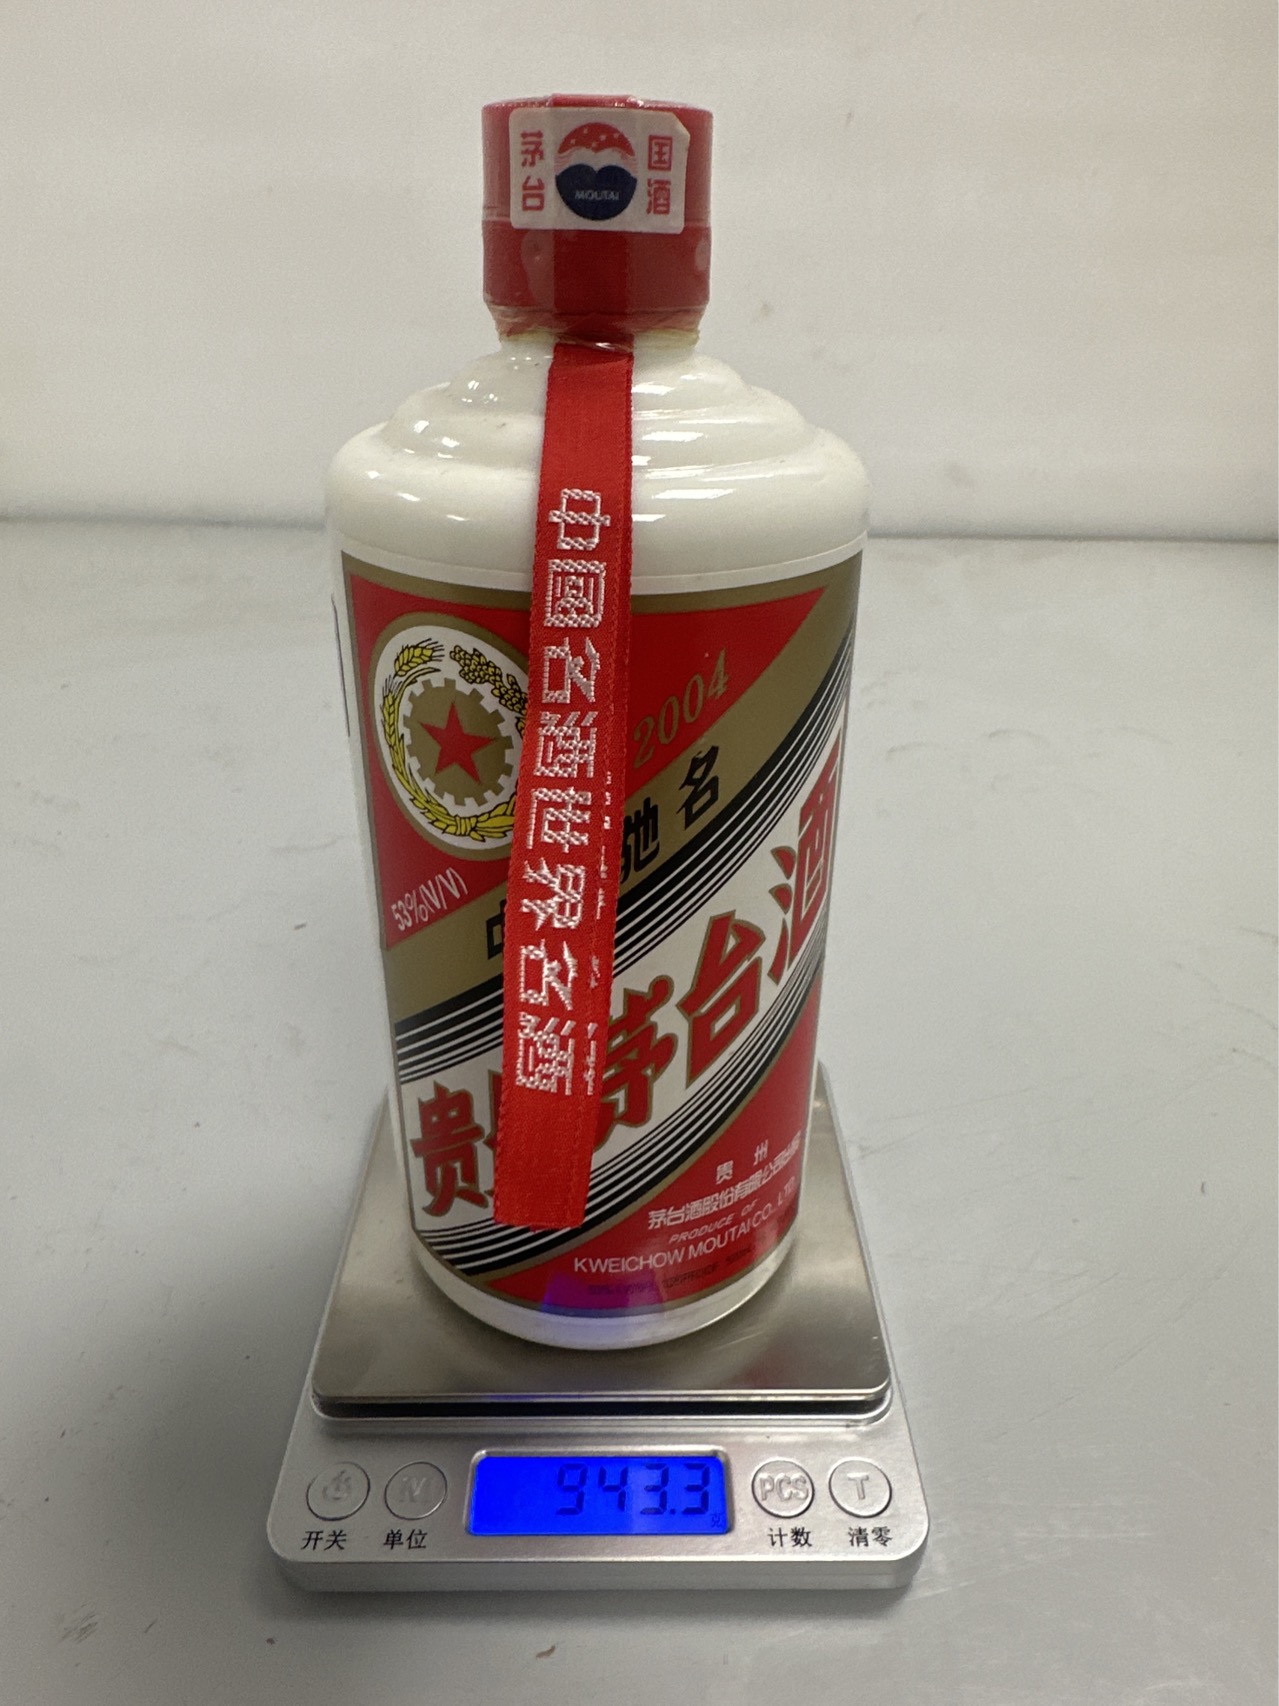 茅台
MOUTAI
国酒
中國名酒世界名酒
2004
53%(V/V)
中
驰名
贵
茅台酒
贵州
茅台酒股份有限公司出品
PRODUCE OF
KWEICHOW MOUTAI CO., LTD.
943.3
克
PCS
T
开关
单位
计数
清零